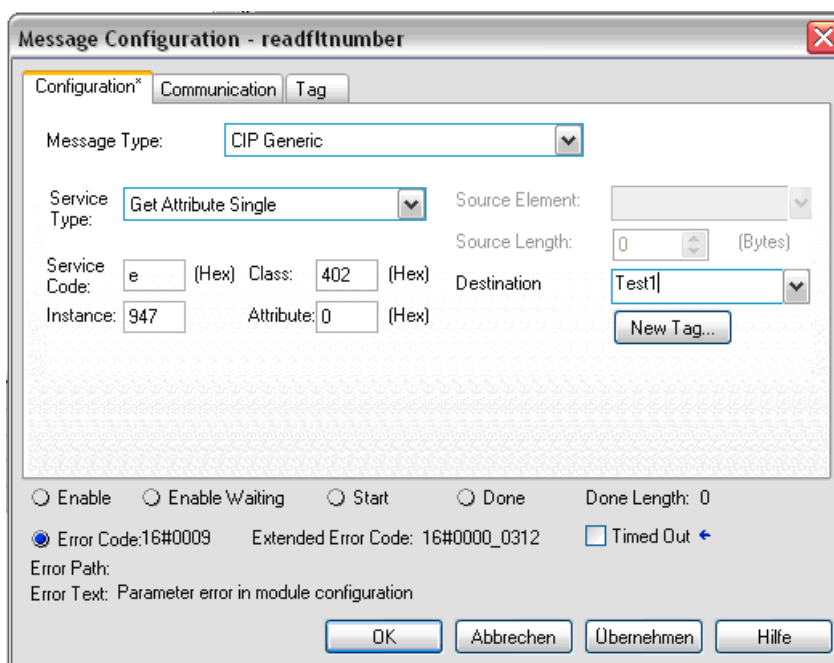 Message Configuration - readfltnumber
Configuration* Communication Tag
Message Type: CIP Generic
Service Type: Get Attribute Single
Source Element:
Source Length: 0 (Bytes)
Service Code: e (Hex) Class: 402 (Hex)
Destination Test1
Instance: 947 Attribute: 0 (Hex)
New Tag...
Enable Enable Waiting Start Done Done Length: 0
Error Code: 16#0009 Extended Error Code: 16#0000_0312 Timed Out
Error Path:
Error Text: Parameter error in module configuration
OK Abbrechen Übernehmen Hilfe